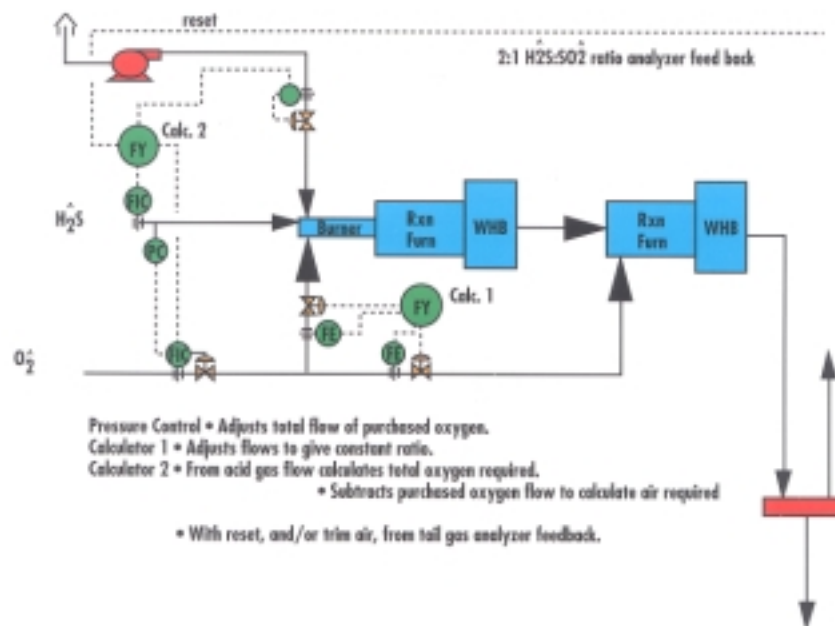 reset
2:1 H2̂S:SO2̂ ratio analyzer feed back
Calc. 2
FY
FIC
H2̂S
PC
Burner
Rxn
Furn
WHB
Rxn
Furn
WHB
FY
Calc. 1
FE
FIC
FE
O2̂
Pressure Control • Adjusts total flow of purchased oxygen.
Calculator 1 • Adjusts flows to give constant ratio.
Calculator 2 • From acid gas flow calculates total oxygen required.
• Subtracts purchased oxygen flow to calculate air required
• With reset, and/or trim air, from tail gas analyzer feedback.